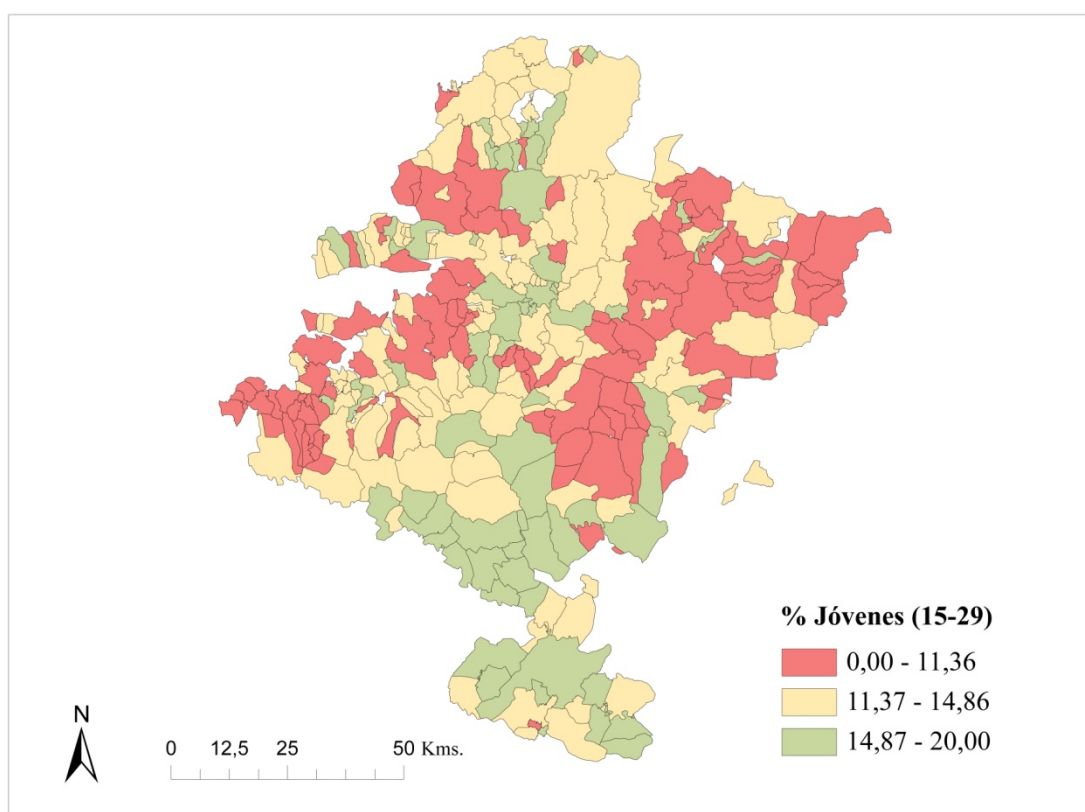 % Jóvenes (15-29)
0,00 - 11,36
11,37 - 14,86
14,87 - 20,00
N
0 12,5 25 50 Kms.